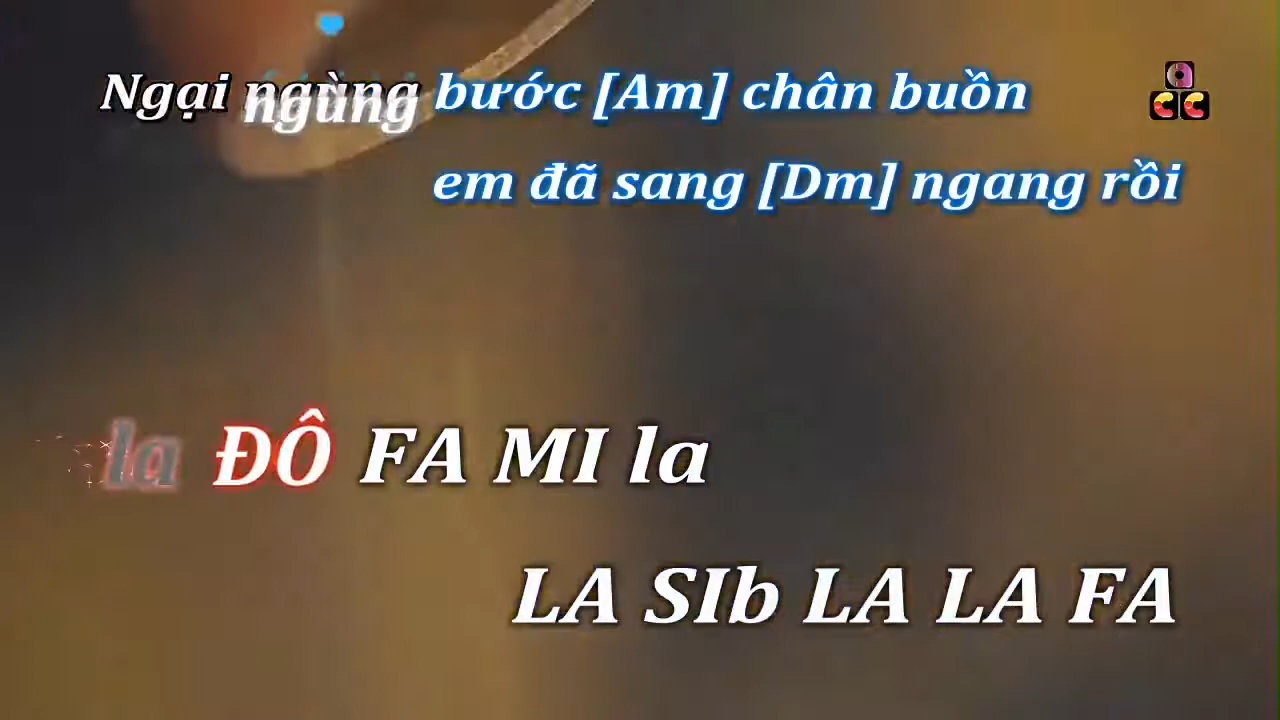 Ngại ngùng bước [Am] chân buồn
em đã sang [Dm] ngang rồi
la ĐÔ FA MI la
LA SIb LA LA FA